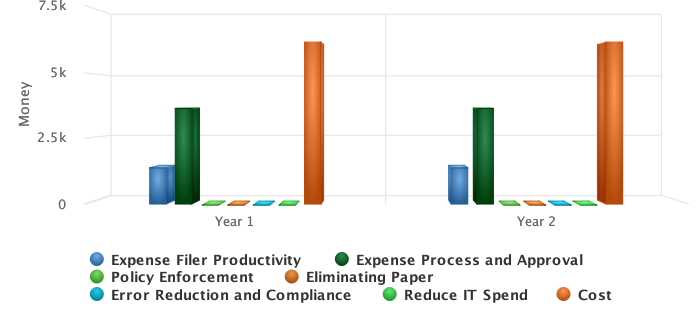 7.5k
5k
2.5k
0
Money
Year 1 Year 2
Expense Filer Productivity Expense Process and Approval
Policy Enforcement Eliminating Paper
Error Reduction and Compliance Reduce IT Spend Cost